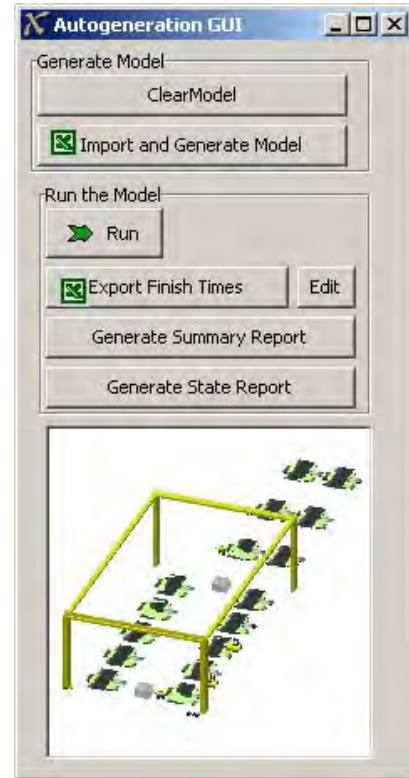 Autogeneration GUI
Generate Model
ClearModel
Import and Generate Model
Run the Model
Run
Export Finish Times
Edit
Generate Summary Report
Generate State Report